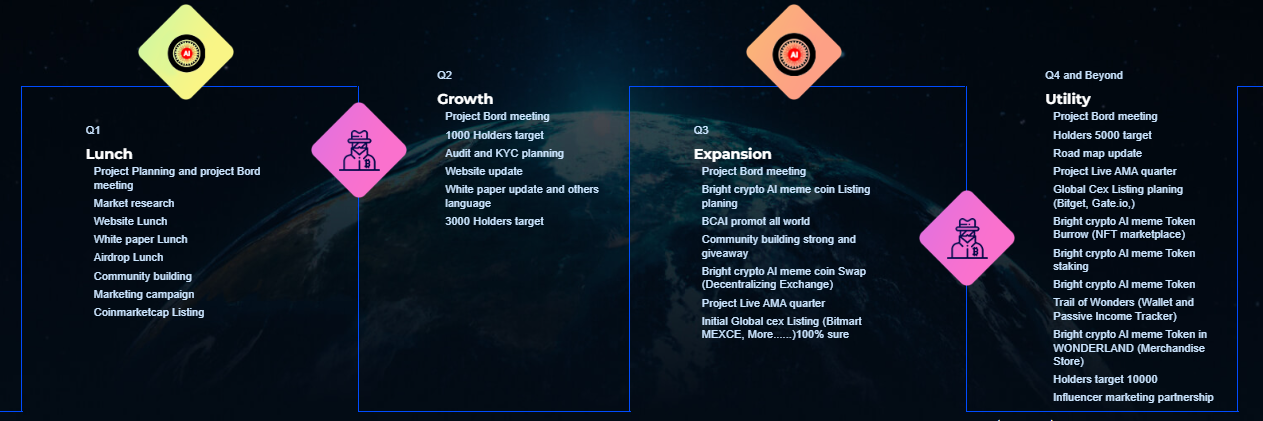 AI
Q1
Lunch
Project Planning and project Bord
meeting
Market research
Website Lunch
White paper Lunch
Airdrop Lunch
Community building
Marketing campaign
Coinmarketcap Listing
Q2
Growth
Project Bord meeting
1000 Holders target
Audit and KYC planning
Website update
White paper update and others
language
3000 Holders target
AI
Q3
Expansion
Project Bord meeting
Bright crypto AI meme coin Listing
planing
BCAI promot all world
Community building strong and
giveaway
Bright crypto AI meme coin Swap
(Decentralizing Exchange)
Project Live AMA quarter
Initial Global cex Listing (Bitmart
MEXCE, More......)100% sure
Q4 and Beyond
Utility
Project Bord meeting
Holders 5000 target
Road map update
Project Live AMA quarter
Global Cex Listing planing
(Bitget, Gate.io,)
Bright crypto AI meme Token
Burrow (NFT marketplace)
Bright crypto AI meme Token
staking
Bright crypto AI meme Token
Trail of Wonders (Wallet and
Passive Income Tracker)
Bright crypto AI meme Token in
WONDERLAND (Merchandise
Store)
Holders target 10000
Influencer marketing partnership